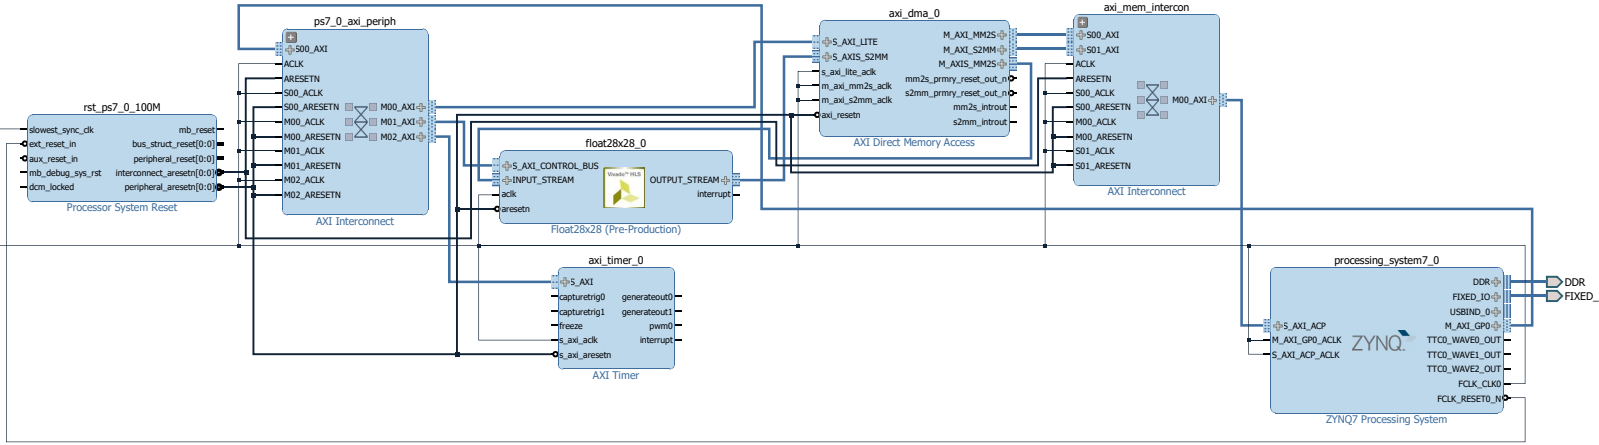 rst_ps7_0_100M
slowest_sync_clk
ext_reset_in
aux_reset_in
mb_debug_sys_rst
dcm_locked
mb_reset
bus_struct_reset[0:0]
peripheral_reset[0:0]
interconnect_aresetn[0:0]
peripheral_aresetn[0:0]
Processor System Reset
ps7_0_axi_periph
S00_AXI
ACLK
ARESETN
S00_ACLK
S00_ARESETN
M00_ACLK
M00_ARESETN
M01_ACLK
M01_ARESETN
M02_ACLK
M02_ARESETN
M00_AXI
M01_AXI
M02_AXI
AXI Interconnect
float28x28_0
S_AXI_CONTROL_BUS
INPUT_STREAM
aclk
aresetn
Vivado™ HLS
OUTPUT_STREAM
interrupt
Float28x28 (Pre-Production)
axi_timer_0
S_AXI
capturetrig0
capturetrig1
freeze
s_axi_aclk
s_axi_aresetn
generateout0
generateout1
pwm0
interrupt
AXI Timer
axi_dma_0
S_AXI_LITE
S_AXIS_S2MM
s_axi_lite_aclk
m_axi_mm2s_aclk
m_axi_s2mm_aclk
axi_resetn
M_AXI_MM2S
M_AXI_S2MM
M_AXIS_MM2S
mm2s_prmry_reset_out_n
s2mm_prmry_reset_out_n
mm2s_introut
s2mm_introut
AXI Direct Memory Access
axi_mem_intercon
S00_AXI
S01_AXI
ACLK
ARESETN
S00_ACLK
S00_ARESETN
M00_ACLK
M00_ARESETN
S01_ACLK
S01_ARESETN
M00_AXI
AXI Interconnect
processing_system7_0
S_AXI_ACP
M_AXI_GP0_ACLK
S_AXI_ACP_ACLK
ZYNQ
DDR
FIXED_IO
USBIND_0
M_AXI_GP0
TTC0_WAVE0_OUT
TTC0_WAVE1_OUT
TTC0_WAVE2_OUT
FCLK_CLK0
FCLK_RESET0_N
ZYNQ7 Processing System
DDR
FIXED_